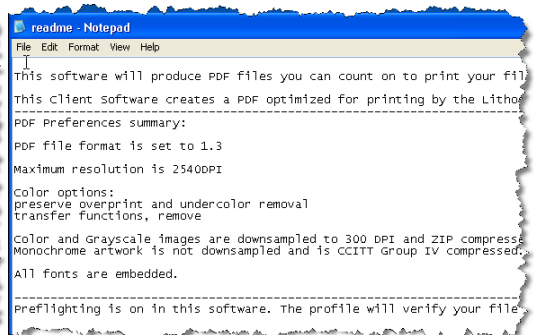 readme - Notepad
File Edit Format View Help
This software will produce PDF files you can count on to print your
This Client Software creates a PDF optimized for printing by the
------------------------------------------------------------------
PDF Preferences summary:
PDF file format is set to 1.3
Maximum resolution is 2540DPI
Color options:
preserve overprint and undercolor removal
transfer functions, remove
Color and Grayscale images are downsampled to 300 DPI and ZIP
Monochrome artwork is not downsampled and is CCITT Group IV compressed.
All fonts are embedded.
------------------------------------------------------------------
Preflighting is on in this software. The profile will verify your file